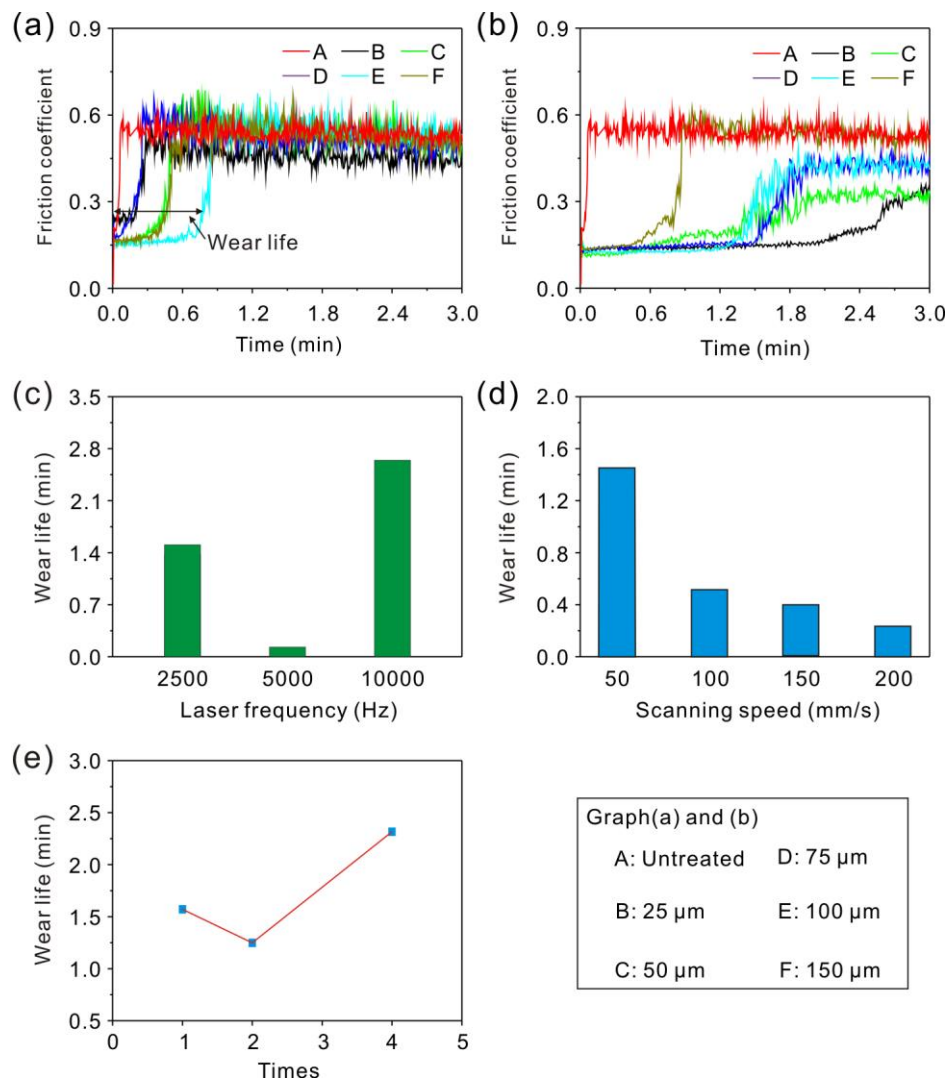 (a)
0.9
0.6
0.3
0.0
Friction coefficient
A B C
D E F
Wear life
0.0 0.6 1.2 1.8 2.4 3.0
Time (min)
(b)
0.9
0.6
0.3
0.0
Friction coefficient
A B C
D E F
0.0 0.6 1.2 1.8 2.4 3.0
Time (min)
(c)
3.5
2.8
2.1
1.4
0.7
0.0
Wear life (min)
2500 5000 10000
Laser frequency (Hz)
(d)
2.0
1.6
1.2
0.8
0.4
0.0
Wear life (min)
50 100 150 200
Scanning speed (mm/s)
(e)
3.0
2.5
2.0
1.5
1.0
0.5
Wear life (min)
0 1 2 3 4 5
Times
Graph(a) and (b)
A: Untreated D: 75 µm
B: 25 µm E: 100 µm
C: 50 µm F: 150 µm